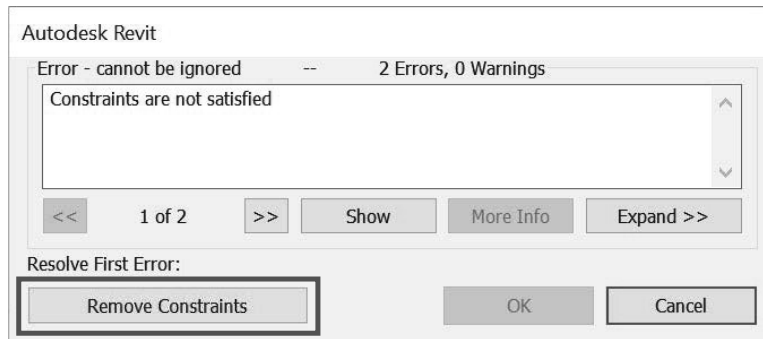 Autodesk Revit
Error - cannot be ignored -- 2 Errors, 0 Warnings
Constraints are not satisfied
<< 1 of 2 >> Show More Info Expand >>
Resolve First Error:
Remove Constraints OK Cancel